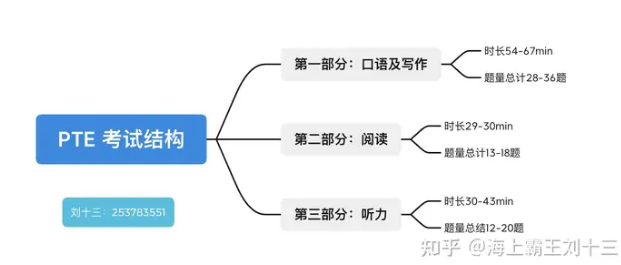 PTE 考试结构
刘十三：253783551
第一部分：口语及写作
时长54-67min
题量总计28-36题
第二部分：阅读
时长29-30min
题量总计13-18题
第三部分：听力
时长30-43min
题量总结12-20题
知乎 @海上霸王刘十三